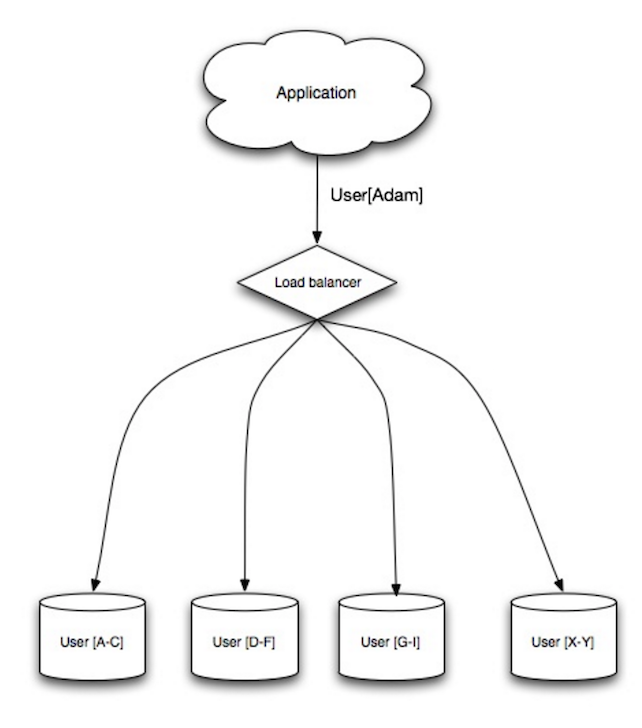 Application
User[Adam]
Load balancer
User [A-C]
User [D-F]
User [G-I]
User [X-Y]